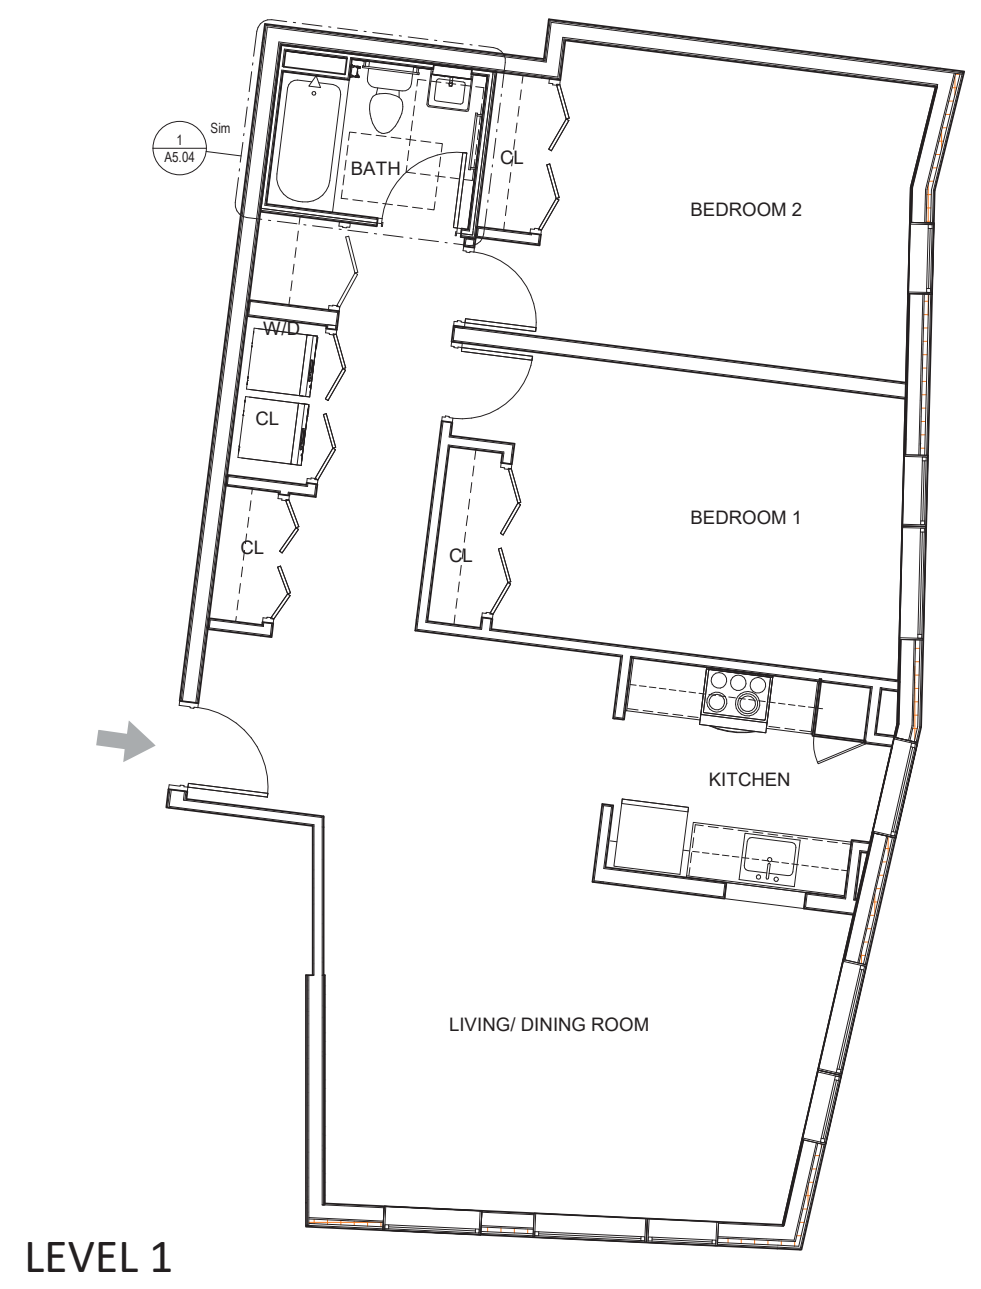 Sim
1
A5.04
BATH
CL
BEDROOM 2
W/D
CL
BEDROOM 1
CL
CL
KITCHEN
LIVING/ DINING ROOM
LEVEL 1